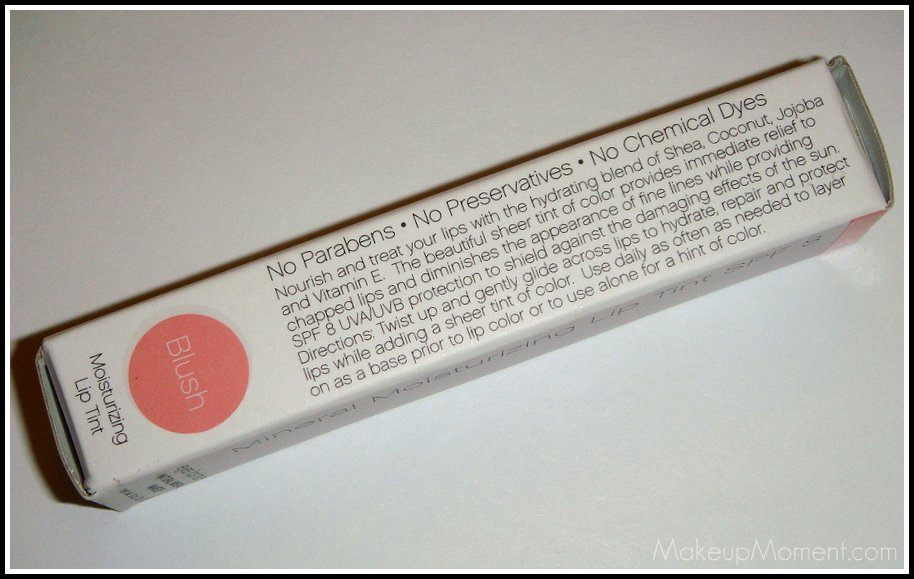 No Parabens • No Preservatives • No Chemical Dyes
Nourish and treat your lips with the hydrating blend of Shea, Coconut, Jojoba
and Vitamin E. The beautiful sheer tint of color provides immediate relief to
chapped lips and diminishes the appearance of fine lines while providing
SPF 8 UVA/UVB protection to shield against the damaging effects of the sun.
Directions: Twist up and gently glide across lips to hydrate, repair and protect
lips while adding a sheer tint of color. Use daily as often as needed to layer
on as a base prior to lip color or to use alone for a hint of color.
Blush
Moisturizing
Lip Tint
Mineral Moisturizing Lip Tint SPF 8
MakeupMoment.com